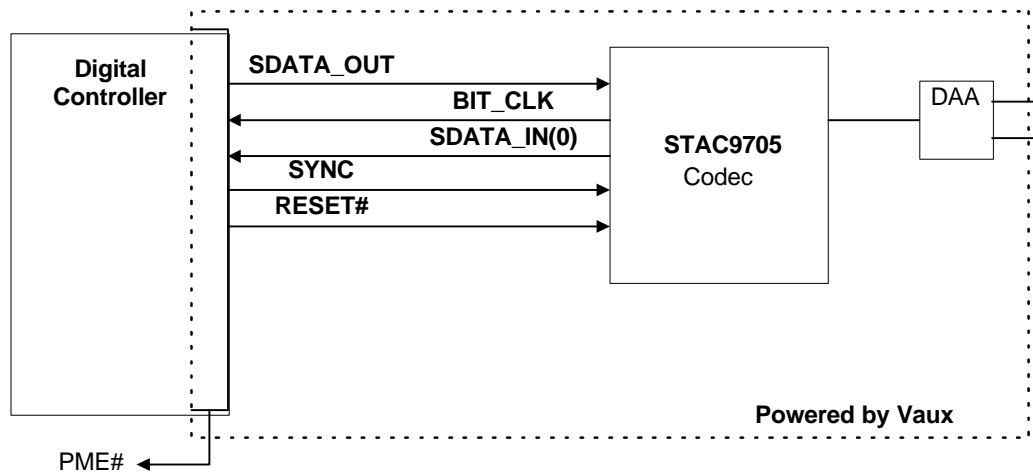 Digital
Controller
SDATA_OUT
BIT_CLK
SDATA_IN(0)
SYNC
RESET#
STAC9705
Codec
DAA
Powered by Vaux
PME#